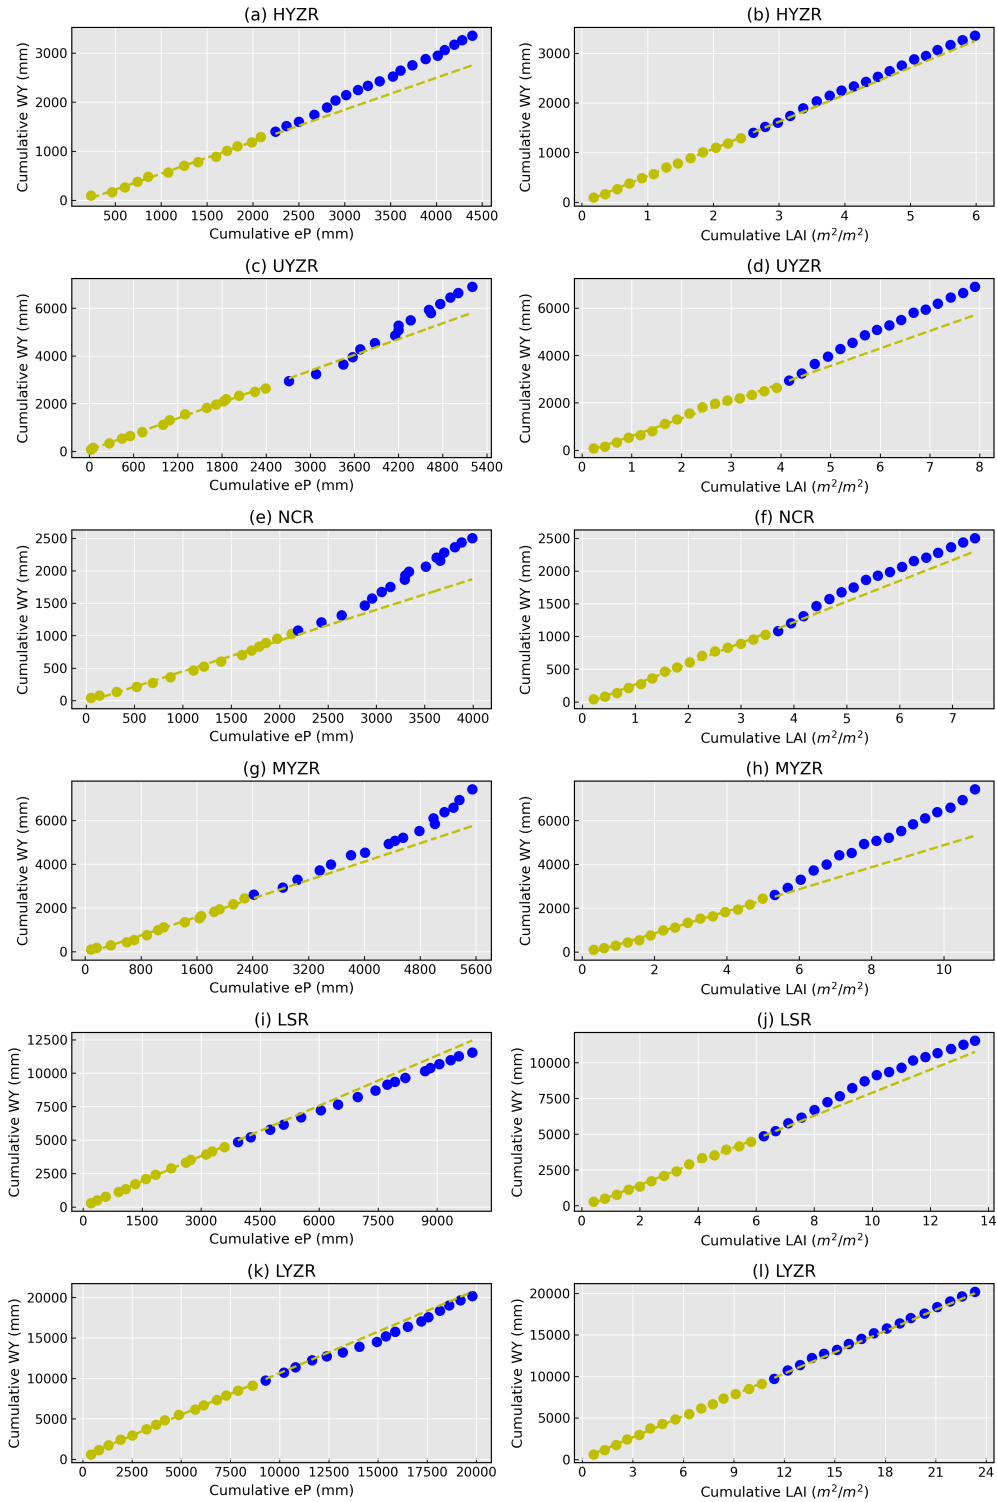 (a) HYZR
(b) HYZR
Cumulative WY (mm)
3000
2000
1000
0
500 1000 1500 2000 2500 3000 3500 4000 4500
Cumulative eP (mm)
Cumulative WY (mm)
3000
2000
1000
0
0 1 2 3 4 5 6
Cumulative LAI (m²/m²)
(c) UYZR
(d) UYZR
Cumulative WY (mm)
6000
4000
2000
0
0 600 1200 1800 2400 3000 3600 4200 4800 5400
Cumulative eP (mm)
Cumulative WY (mm)
6000
4000
2000
0
0 1 2 3 4 5 6 7 8
Cumulative LAI (m²/m²)
(e) NCR
(f) NCR
Cumulative WY (mm)
2500
2000
1500
1000
500
0
0 500 1000 1500 2000 2500 3000 3500 4000
Cumulative eP (mm)
Cumulative WY (mm)
2500
2000
1500
1000
500
0
0 1 2 3 4 5 6 7
Cumulative LAI (m²/m²)
(g) MYZR
(h) MYZR
Cumulative WY (mm)
6000
4000
2000
0
0 800 1600 2400 3200 4000 4800 5600
Cumulative eP (mm)
Cumulative WY (mm)
6000
4000
2000
0
0 2 4 6 8 10
Cumulative LAI (m²/m²)
(i) LSR
(j) LSR
Cumulative WY (mm)
12500
10000
7500
5000
2500
0
0 1500 3000 4500 6000 7500 9000
Cumulative eP (mm)
Cumulative WY (mm)
10000
7500
5000
2500
0
0 2 4 6 8 10 12 14
Cumulative LAI (m²/m²)
(k) LYZR
(l) LYZR
Cumulative WY (mm)
20000
15000
10000
5000
0
0 2500 5000 7500 10000 12500 15000 17500 20000
Cumulative eP (mm)
Cumulative WY (mm)
20000
15000
10000
5000
0
0 3 6 9 12 15 18 21 24
Cumulative LAI (m²/m²)